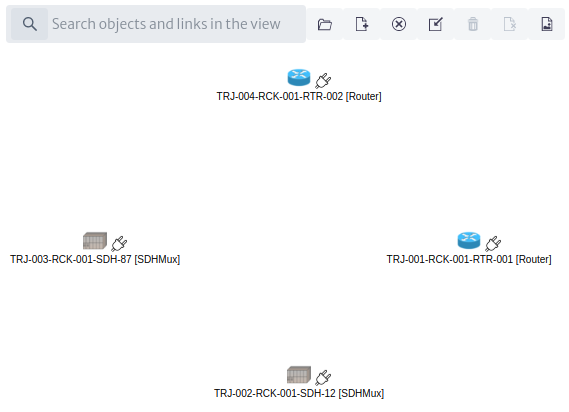 Search objects and links in the view
TRJ-004-RCK-001-RTR-002 [Router]
TRJ-003-RCK-001-SDH-87 [SDHMux]
TRJ-001-RCK-001-RTR-001 [Router]
TRJ-002-RCK-001-SDH-12 [SDHMux]